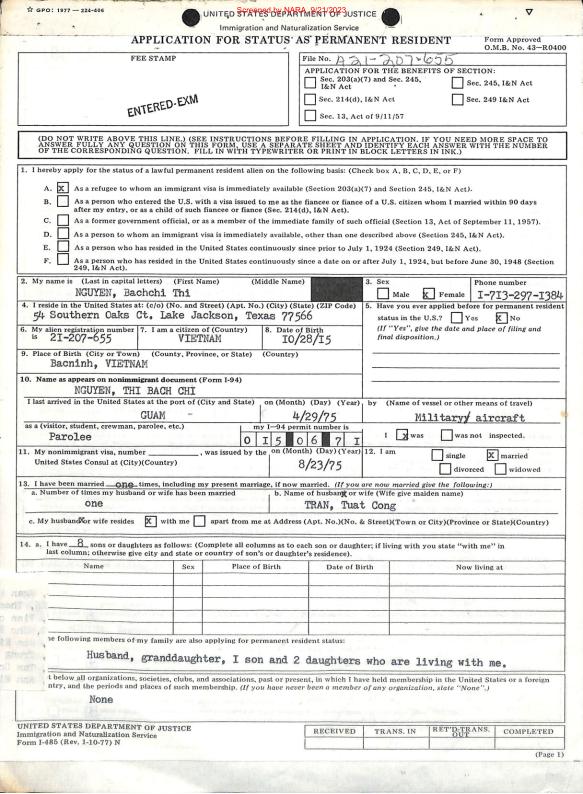 ☆ GPO: 1977 — 224-406
Screened by NARA, 9/21/2023
UNITED STATES DEPARTMENT OF JUSTICE
Immigration and Naturalization Service
APPLICATION FOR STATUS AS PERMANENT RESIDENT
Form Approved
O.M.B. No. 43-R0400
FEE STAMP
ENTERED-EXM
File No. A21-207-655
APPLICATION FOR THE BENEFITS OF SECTION:
Sec. 203(a)(7) and Sec. 245, I&N Act
Sec. 245, I&N Act
Sec. 214(d), I&N Act
Sec. 249 I&N Act
Sec. 13, Act of 9/11/57
(DO NOT WRITE ABOVE THIS LINE.) (SEE INSTRUCTIONS BEFORE FILLING IN APPLICATION. IF YOU NEED MORE SPACE TO
ANSWER FULLY ANY QUESTION ON THIS FORM, USE A SEPARATE SHEET AND IDENTIFY EACH ANSWER WITH THE NUMBER
OF THE CORRESPONDING QUESTION. FILL IN WITH TYPEWRITER OR PRINT IN BLOCK LETTERS IN INK.)
1. I hereby apply for the status of a lawful permanent resident alien on the following basis: (Check box A, B, C, D, E, or F)
A. X As a refugee to whom an immigrant visa is immediately available (Section 203(a)(7) and Section 245, I&N Act).
B. As a person who entered the U.S. with a visa issued to me as the fiancee or fiance of a U.S. citizen whom I married within 90 days
after my entry, or as a child of such fiancee or fiance (Sec. 214(d), I&N Act).
C. As a former government official, or as a member of the immediate family of such official (Section 13, Act of September 11, 1957).
D. As a person to whom an immigrant visa is immediately available, other than one described above (Section 245, I&N Act).
E. As a person who has resided in the United States continuously since prior to July 1, 1924 (Section 249, I&N Act).
F. As a person who has resided in the United States continuously since a date on or after July 1, 1924, but before June 30, 1948 (Section
249, I&N Act).
2. My name is (Last in capital letters) (First Name) (Middle Name)
NGUYEN, Bachchi Thi
3. Sex
Male X Female
Phone number
1-713-297-1384
4. I reside in the United States at: (c/o) (No. and Street) (Apt. No.) (City) (State) (ZIP Code)
54 Southern Oaks Ct. Lake Jackson, Texas 77566
5. Have you ever applied before for permanent resident
status in the U.S.? Yes X No
(If "Yes", give the date and place of filing and
final disposition.)
6. My alien registration number
is 21-207-655
7. I am a citizen of (Country)
VIETNAM
8. Date of Birth
10/28/15
9. Place of Birth (City or Town) (County, Province, or State) (Country)
Bacninh, VIETNAM
10. Name as appears on nonimmigrant document (Form I-94)
NGUYEN, THI BACH CHI
I last arrived in the United States at the port of (City and State)
GUAM
on (Month) (Day) (Year)
4/29/75
by (Name of vessel or other means of travel)
Military aircraft
as a (visitor, student, crewman, parolee, etc.)
Parolee
my I-94 permit number is
0 1 5 0 6 7 1
I X was was not inspected.
11. My nonimmigrant visa, number , was issued by the
United States Consul at (City)(Country)
on (Month) (Day) (Year)
8/23/75
12. I am
single X married
divorced widowed
13. I have been married one times, including my present marriage, if now married. (If you are now married give the following:)
a. Number of times my husband or wife has been married
one
b. Name of husband or wife (Wife give maiden name)
TRAN, Tuat Cong
c. My husband or wife resides X with me apart from me at Address (Apt. No.)(No. & Street)(Town or City)(Province or State)(Country)
14. a. I have 8 sons or daughters as follows: (Complete all columns as to each son or daughter; if living with you state "with me" in
last column; otherwise give city and state or country of son's or daughter's residence).
Name Sex Place of Birth Date of Birth Now living at
following members of my family are also applying for permanent resident status:
Husband, granddaughter, 1 son and 2 daughters who are living with me.
below all organizations, societies, clubs, and associations, past or present, in which I have held membership in the United States or a foreign
ntry, and the periods and places of such membership. (If you have never been a member of any organization, state "None".)
None
UNITED STATES DEPARTMENT OF JUSTICE
Immigration and Naturalization Service
Form I-485 (Rev. 1-10-77) N
RECEIVED TRANS. IN RET'D-TRANS. OUT COMPLETED
(Page 1)